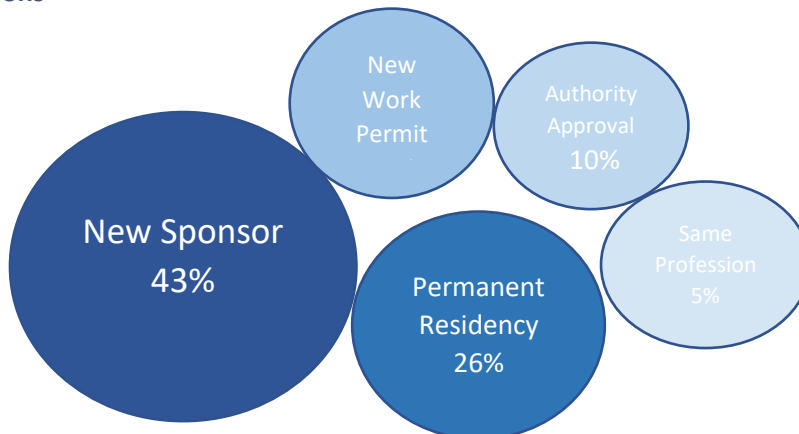 New
Work
Permit
Authority
Approval
10%
New Sponsor
43%
Same
Profession
5%
Permanent
Residency
26%